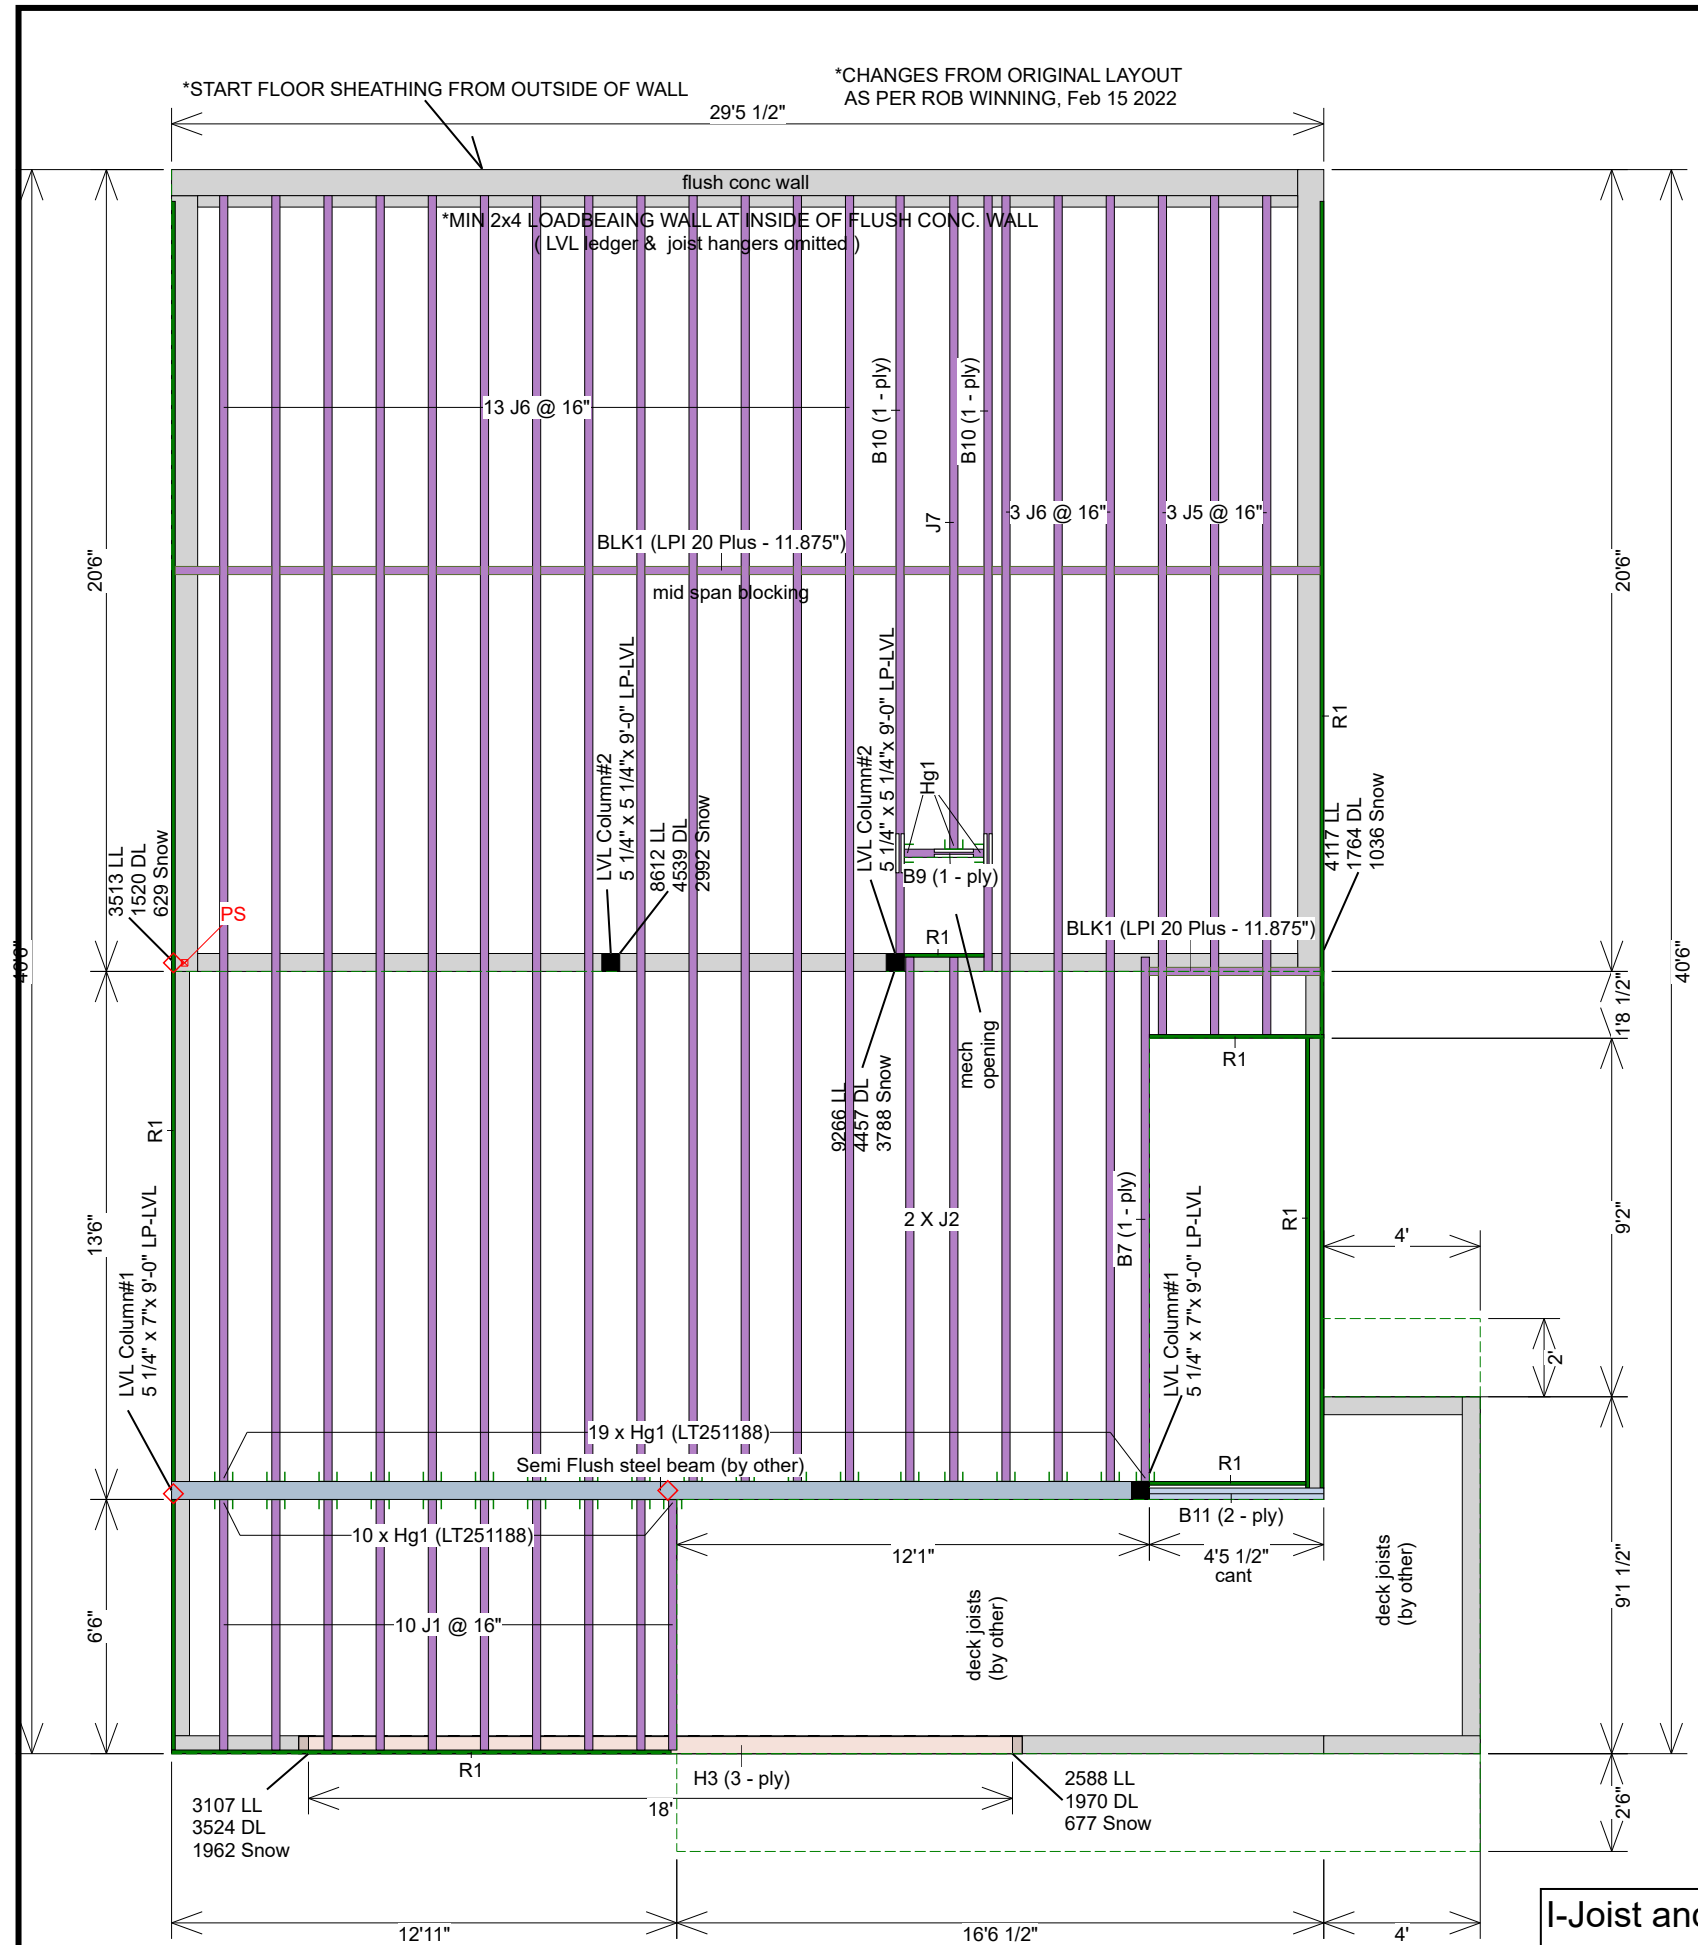 *START FLOOR SHEATHING FROM OUTSIDE OF WALL
*CHANGES FROM ORIGINAL LAYOUT
AS PER ROB WINNING, Feb 15 2022
29'5 1/2"
flush conc wall
*MIN 2x4 LOADBEAING WALL AT INSIDE OF FLUSH CONC. WALL
( LVL ledger & joist hangers omitted )
13 J6 @ 16"
B10 (1 - ply)
B10 (1 - ply)
J7
3 J6 @ 16"
3 J5 @ 16"
BLK1 (LPI 20 Plus - 11.875")
mid span blocking
20'6"
20'6"
R1
LVL Column#2
5 1/4" x 5 1/4"x 9'-0" LP-LVL
8612 LL
4539 DL
2992 Snow
LVL Column#2
5 1/4" x 5 1/4"x 9'-0" LP-LVL
Hg1
B9 (1 - ply)
R1
3513 LL
1520 DL
629 Snow
PS
4117 LL
1764 DL
1036 Snow
BLK1 (LPI 20 Plus - 11.875")
40'6"
40'6"
1'8 1/2"
mech
opening
R1
9266 LL
4457 DL
3788 Snow
R1
13'6"
2 X J2
B7 (1 - ply)
R1
9'2"
4'
2'
LVL Column#1
5 1/4" x 7"x 9'-0" LP-LVL
LVL Column#1
5 1/4" x 7"x 9'-0" LP-LVL
19 x Hg1 (LT251188)
Semi Flush steel beam (by other)
R1
B11 (2 - ply)
10 x Hg1 (LT251188)
12'1"
4'5 1/2"
cant
deck joists
(by other)
deck joists
(by other)
9'1 1/2"
6'6"
10 J1 @ 16"
R1
H3 (3 - ply)
18'
3107 LL
3524 DL
1962 Snow
2588 LL
1970 DL
677 Snow
2'6"
12'11"
16'6 1/2"
4'
I-Joist and